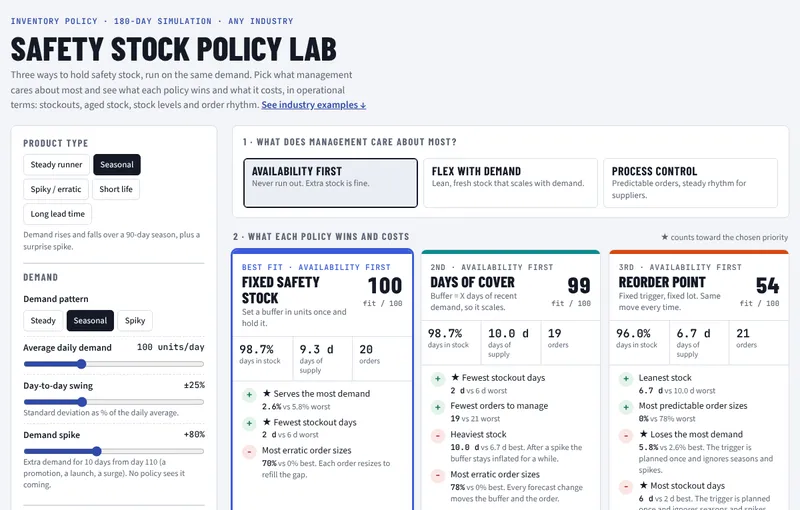 INVENTORY POLICY · 180-DAY SIMULATION · ANY INDUSTRY
SAFETY STOCK POLICY LAB
Three ways to hold safety stock, run on the same demand. Pick what management
cares about most and see what each policy wins and what it costs, in operational
terms: stockouts, aged stock, stock levels and order rhythm. See industry examples ↓
PRODUCT TYPE
Steady runner
Seasonal
Spiky / erratic
Short life
Long lead time
Demand rises and falls over a 90-day season, plus a
surprise spike.
DEMAND
Demand pattern
Steady
Seasonal
Spiky
Average daily demand 100 units/day
Day-to-day swing ±25%
Standard deviation as % of the daily average.
Demand spike +80%
Extra demand for 10 days from day 110 (a
promotion, a launch, a surge). No policy sees it
coming.
1 · WHAT DOES MANAGEMENT CARE ABOUT MOST?
AVAILABILITY FIRST
Never run out. Extra stock is fine.
FLEX WITH DEMAND
Lean, fresh stock that scales with demand.
PROCESS CONTROL
Predictable orders, steady rhythm for
suppliers.
2 · WHAT EACH POLICY WINS AND COSTS
★ counts toward the chosen priority
BEST FIT · AVAILABILITY FIRST
FIXED SAFETY
STOCK
100
fit / 100
Set a buffer in units once and
hold it.
98.7%
days in stock
9.3 d
days of
supply
20
orders
+ ★ Serves the most demand
2.6% vs 5.8% worst
+ ★ Fewest stockout days
2 d vs 6 d worst
- Most erratic order sizes
70% vs 0% best. Each order resizes to
refill the gap.
2ND · AVAILABILITY FIRST
DAYS OF COVER
99
fit / 100
Buffer = X days of recent
demand, so it scales.
98.7%
days in stock
10.0 d
days of
supply
19
orders
+ ★ Fewest stockout days
2 d vs 6 d worst
+ Fewest orders to manage
19 vs 21 worst
- Heaviest stock
10.0 d vs 6.7 d best. After a spike the
buffer stays inflated for a while.
- Most erratic order sizes
78% vs 0% best. Every forecast change
moves the buffer and the order.
3RD · AVAILABILITY FIRST
REORDER POINT
54
fit / 100
Fixed trigger, fixed lot. Same
move every time.
96.0%
days in stock
6.7 d
days of
supply
21
orders
+ Leanest stock
6.7 d vs 10.0 d worst
+ Most predictable order sizes
0% vs 78% worst
- ★ Loses the most demand
5.8% vs 2.6% best. The trigger is
planned once and ignores seasons and
spikes.
- ★ Most stockout days
6 d vs 2 d best. The trigger is planned
once and ignores seasons and spikes.